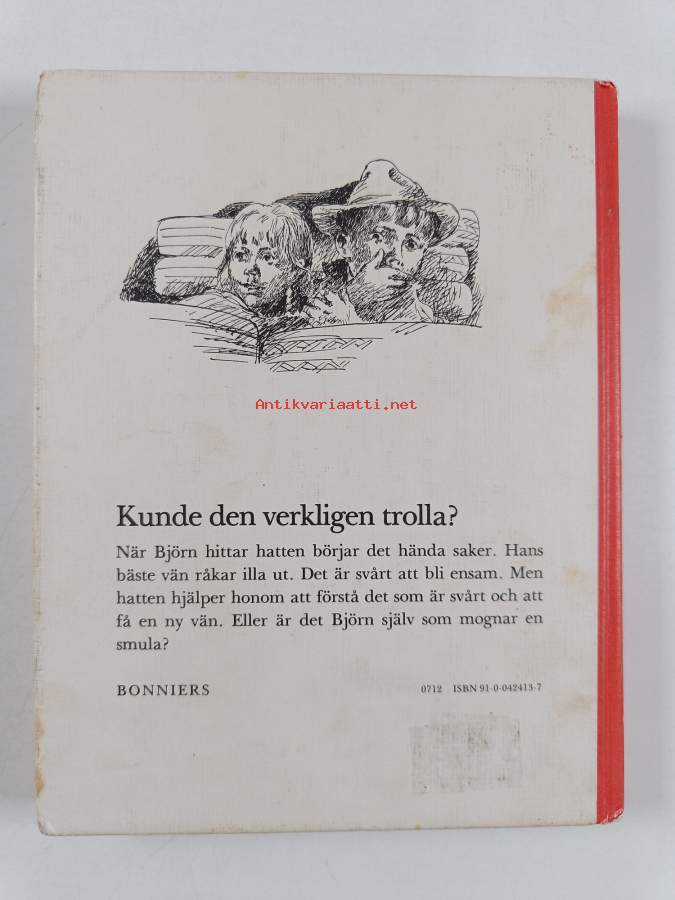 Antikvariaatti.net
Kunde den verkligen trolla?
När Björn hittar hatten börjar det hända saker. Hans
bäste vän råkar illa ut. Det är svårt att bli ensam. Men
hatten hjälper honom att förstå det som är svårt och att
få en ny vän. Eller är det Björn själv som mognar en
smula?
BONNIERS
0712 ISBN 91-0-042413-7